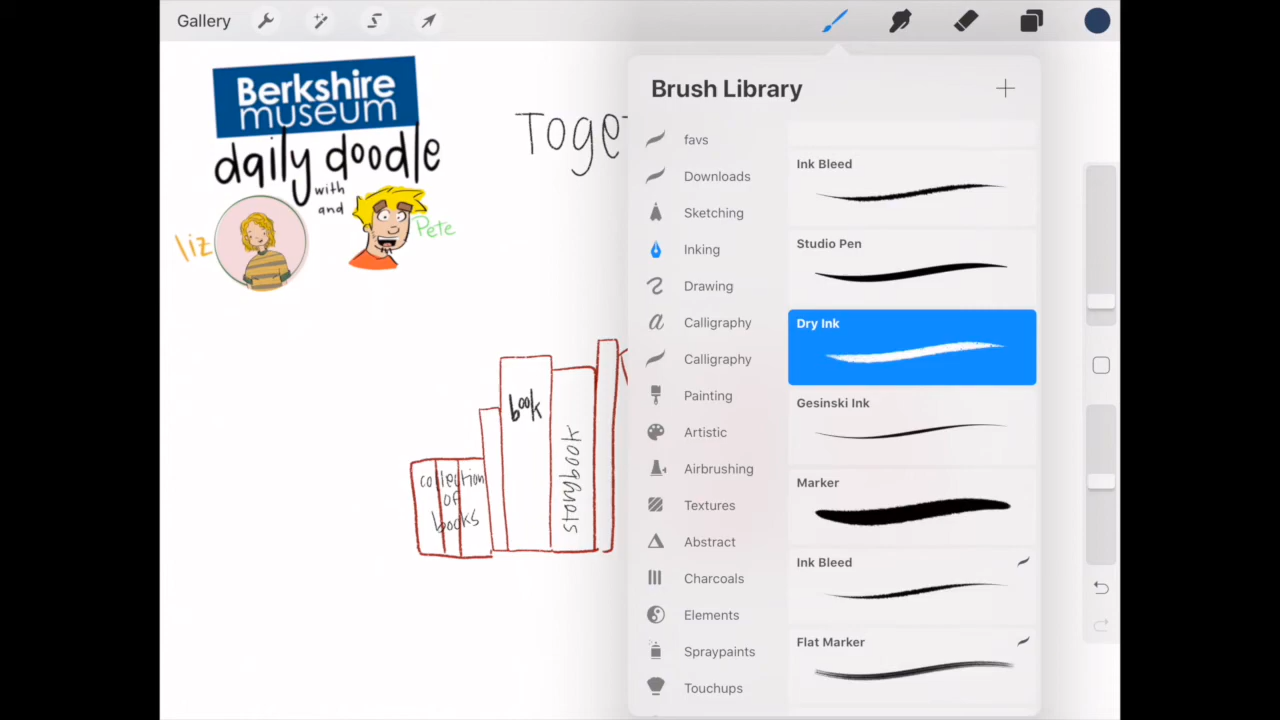 Gallery
Berkshire
museum
daily doodle
with
and
liz
Pete
book
storybook
collection
of
books
Brush Library
favs
Downloads
Sketching
Inking
Drawing
Calligraphy
Calligraphy
Painting
Artistic
Airbrushing
Textures
Abstract
Charcoals
Elements
Spraypaints
Touchups
Ink Bleed
Studio Pen
Dry Ink
Gesinski Ink
Marker
Ink Bleed
Flat Marker